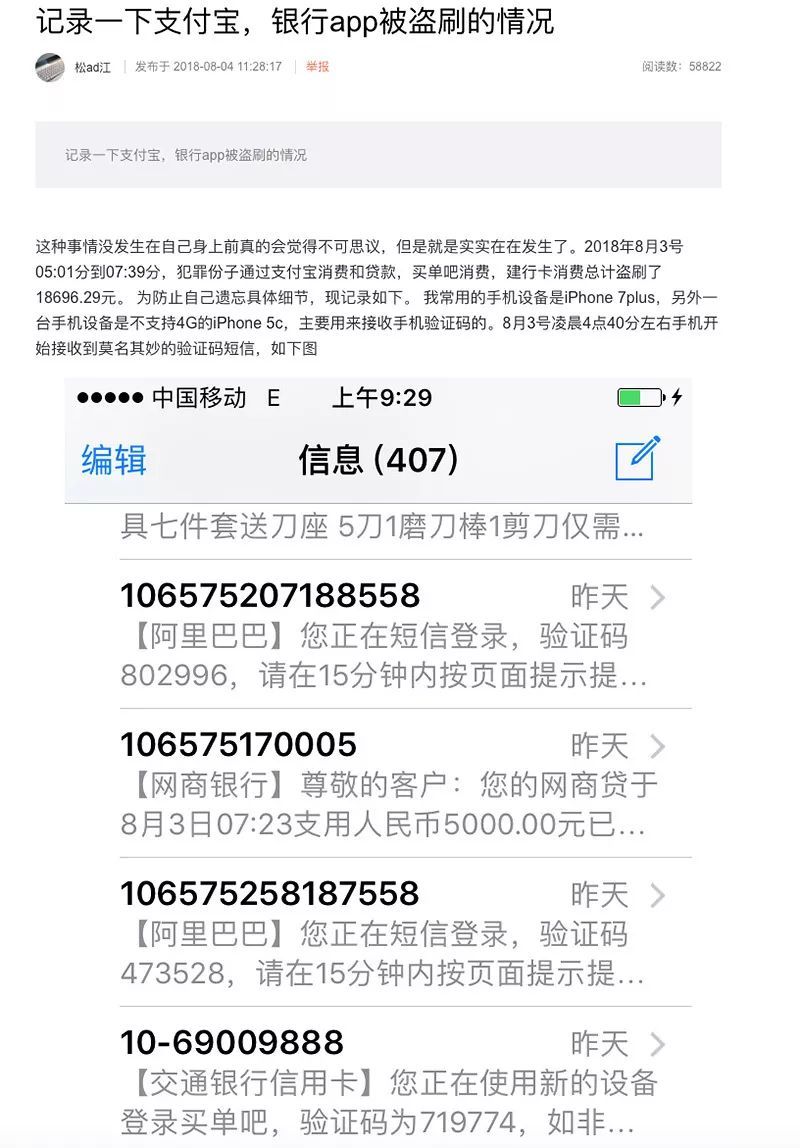 记录一下支付宝，银行app被盗刷的情况
松ad江 发布于 2018-08-04 11:28:17 举报 阅读数：58822
记录一下支付宝，银行app被盗刷的情况
这种事情没发生在自己身上前真的会觉得不可思议，但是就是实实在在发生了。2018年8月3号
05:01分到07:39分，犯罪份子通过支付宝消费和贷款，买单吧消费，建行卡消费总计盗刷了
18696.29元。 为防止自己遗忘具体细节，现记录如下。 我常用的手机设备是iPhone 7plus，另外一
台手机设备是不支持4G的iPhone 5c，主要用来接收手机验证码的。8月3号凌晨4点40分左右手机开
始接收到莫名其妙的验证码短信，如下图
中国移动 E 上午9:29
编辑 信息 (407)
具七件套送刀座 5刀1磨刀棒1剪刀仅需...
106575207188558 昨天
【阿里巴巴】您正在短信登录，验证码
802996，请在15分钟内按页面提示提...
106575170005 昨天
【网商银行】尊敬的客户：您的网商贷于
8月3日07:23支用人民币5000.00元已...
106575258187558 昨天
【阿里巴巴】您正在短信登录，验证码
473528，请在15分钟内按页面提示提...
10-69009888 昨天
【交通银行信用卡】您正在使用新的设备
登录买单吧，验证码为719774，如非...